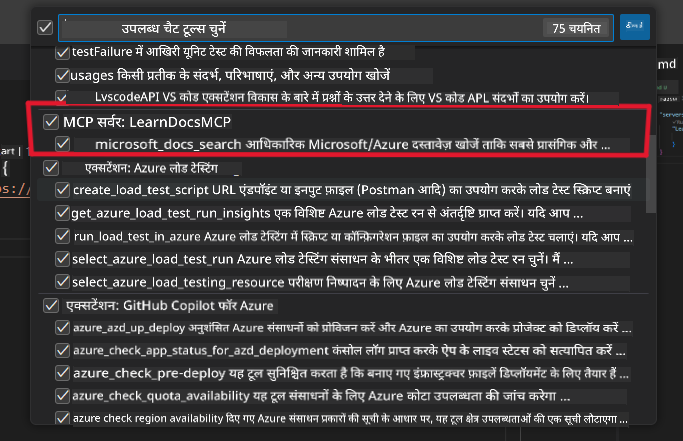 उपलब्ध चैट टूल्स चुनें
75 चयनित
testFailure में आखिरी यूनिट टेस्ट की विफलता की जानकारी शामिल है
usages किसी प्रतीक के संदर्भ, परिभाषाएं, और अन्य उपयोग खोजें
LvscodeAPI VS कोड एक्सटेंशन विकास के बारे में प्रश्नों के उत्तर देने के लिए VS कोड APL संदर्भों का उपयोग करें।
MCP सर्वर: LearnDocsMCP
microsoft_docs_search आधिकारिक Microsoft/Azure दस्तावेज़ खोजें ताकि सबसे प्रासंगिक और ...
एक्सटेंशन: Azure लोड टेस्टिंग
create_load_test_script URL एंडपॉइंट या इनपुट फ़ाइल (Postman आदि) का उपयोग करके लोड टेस्ट स्क्रिप्ट बनाएं
get_azure_load_test_run_insights एक विशिष्ट Azure लोड टेस्ट रन से अंतर्दृष्टि प्राप्त करें। यदि आप ...
run_load_test_in_azure Azure लोड टेस्टिंग में स्क्रिप्ट या कॉन्फ़िगरेशन फ़ाइल का उपयोग करके लोड टेस्ट चलाएं। यदि आप ...
select_azure_load_test_run Azure लोड टेस्टिंग संसाधन के भीतर एक विशिष्ट लोड टेस्ट रन चुनें। मैं ...
select_azure_load_testing_resource परीक्षण निष्पादन के लिए Azure लोड टेस्टिंग संसाधन चुनें ...
एक्सटेंशन: GitHub Copilot फॉर Azure
azure_azd_up_deploy अनुशंसित Azure संसाधनों को प्रोविजन करें और Azure का उपयोग करके प्रोजेक्ट को डिप्लॉय करें ...
azure_check_app_status_for_azd_deployment कंसोल लॉग प्राप्त करके ऐप के लाइव स्टेटस को सत्यापित करें ...
azure_check_pre-deploy यह टूल सुनिश्चित करता है कि बनाए गए इंफ्रास्ट्रक्चर फ़ाइलें डिप्लॉयमेंट के लिए तैयार हैं ...
azure_check_quota_availability यह टूल संसाधनों के लिए Azure कोटा उपलब्धता की जांच करेगा ...
azure check region availability दिए गए Azure संसाधन प्रकारों की सूची के आधार पर, यह टूल क्षेत्र उपलब्धताओं की एक सूची लौटाएगा ...
md
art |
{